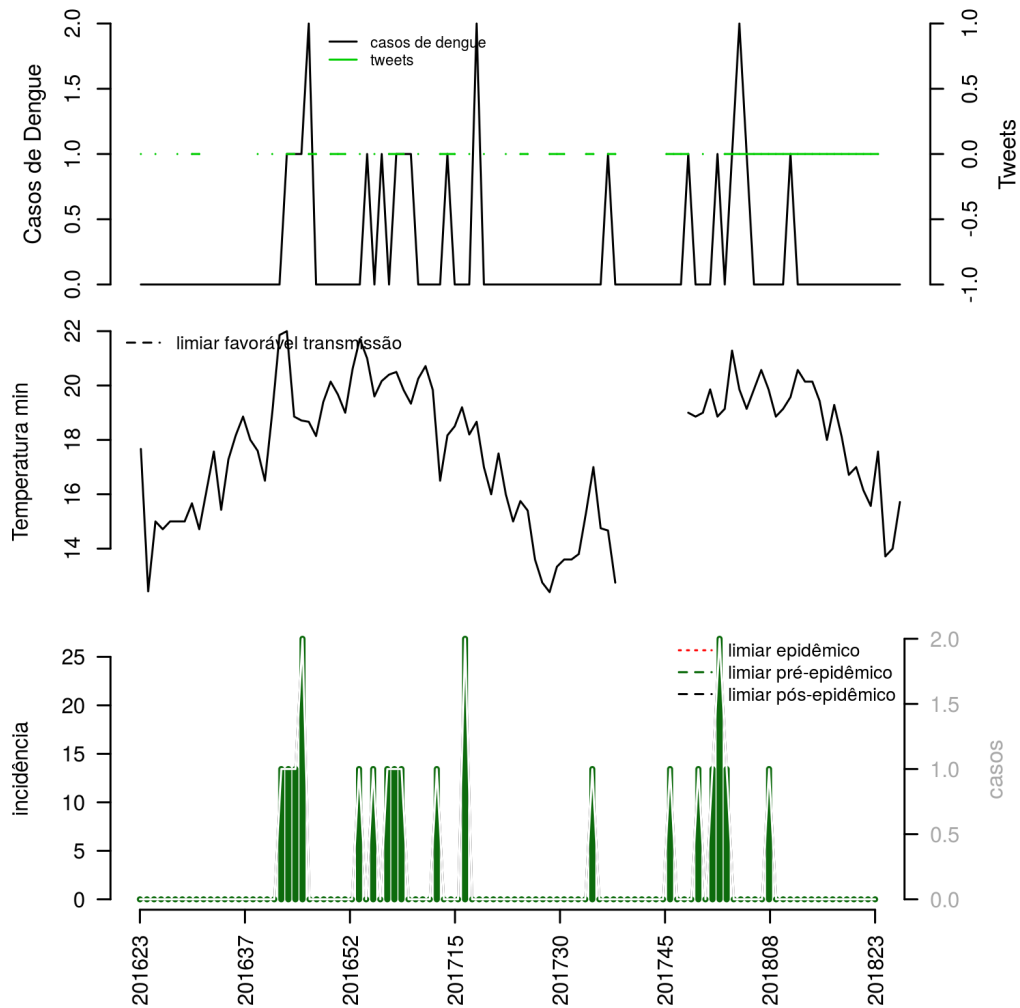 Casos de Dengue
0.0 0.5 1.0 1.5 2.0
casos de dengue
tweets
-1.0 -0.5 0.0 0.5 1.0
Tweets
Temperatura min
14 16 18 20 22
limiar favorável transmissão
incidência
25
20
15
10
5
0
limiar epidêmico
limiar pré-epidêmico
limiar pós-epidêmico
2.0
1.5
1.0
0.5
0.0
casos
201623 201637 201652 201715 201730 201745 201808 201823